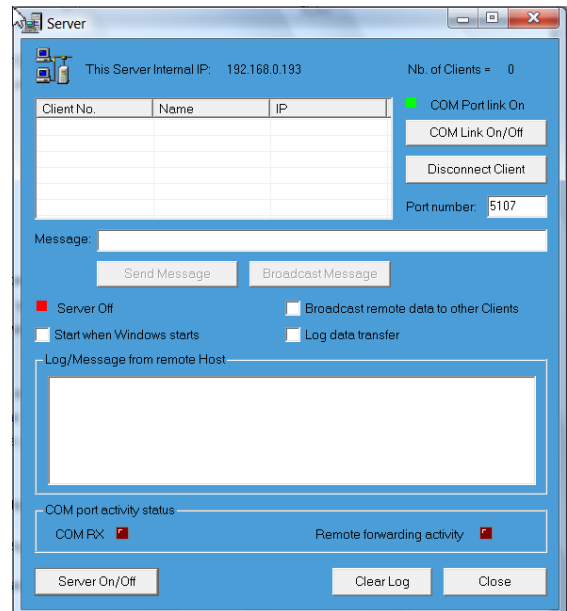 Server
This Server Internal IP: 192.168.0.193 Nb. of Clients = 0
Client No. Name IP
COM Port link On
COM Link On/Off
Disconnect Client
Port number: 5107
Message:
Send Message Broadcast Message
Server Off Broadcast remote data to other Clients
Start when Windows starts Log data transfer
Log/Message from remote Host
COM port activity status
COM RX Remote forwarding activity
Server On/Off Clear Log Close